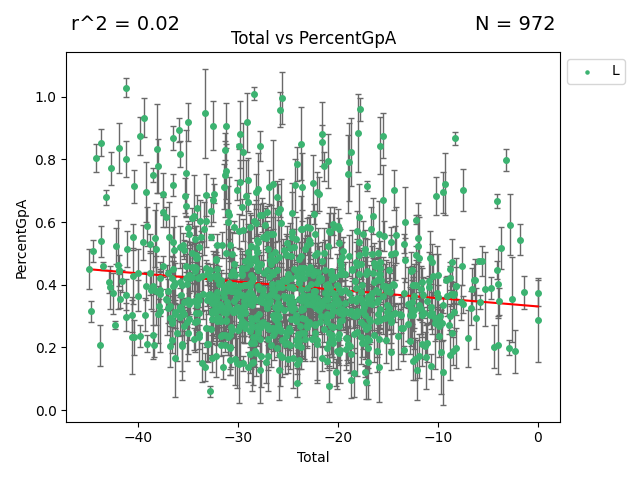 r^2 = 0.02
N = 972
Total vs PercentGpA
L
PercentGpA
1.0
0.8
0.6
0.4
0.2
0.0
−40
−30
−20
−10
0
Total